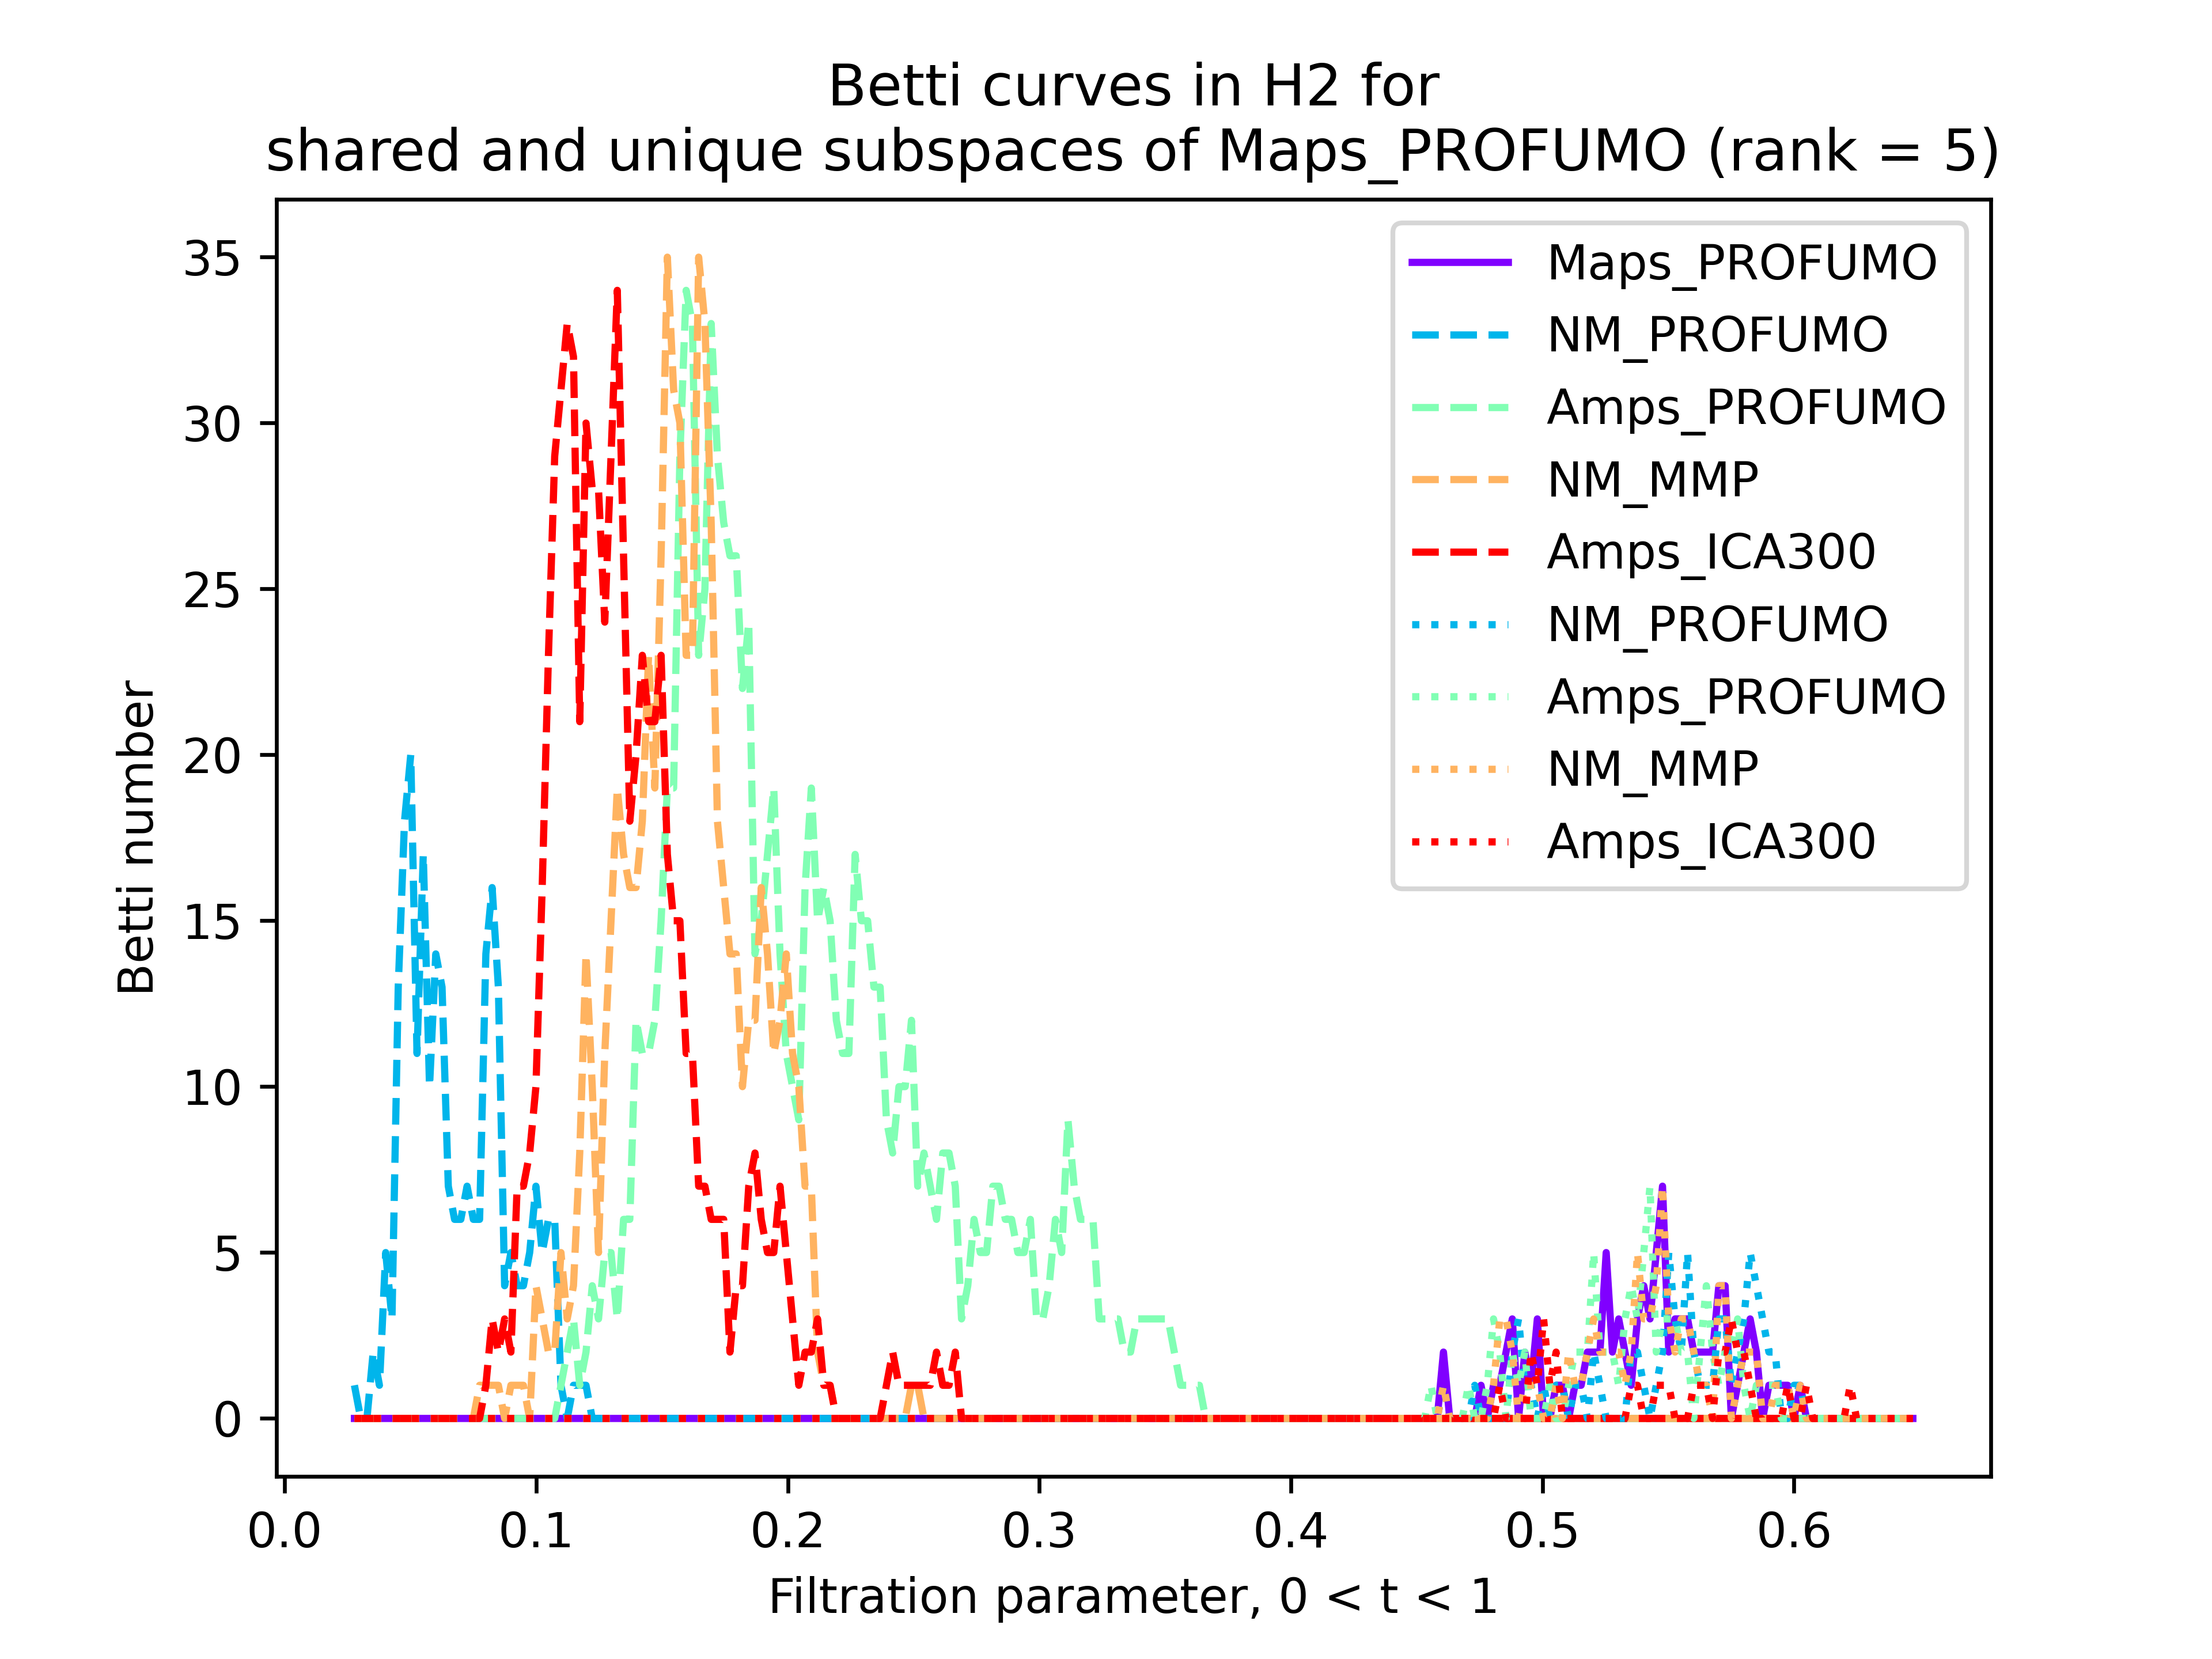 Betti curves in H2 for
shared and unique subspaces of Maps_PROFUMO (rank = 5)
Maps_PROFUMO
NM_PROFUMO
Amps_PROFUMO
NM_MMP
Amps_ICA300
NM_PROFUMO
Amps_PROFUMO
NM_MMP
Amps_ICA300
Betti number
35
30
25
20
15
10
5
0
0.0 0.1 0.2 0.3 0.4 0.5 0.6
Filtration parameter, 0 < t < 1